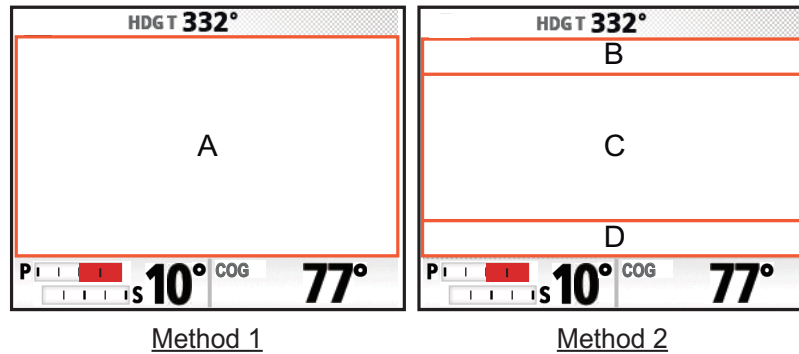 HDG T 332°
A
P S 10° COG 77°
Method 1
HDG T 332°
B
C
D
P S 10° COG 77°
Method 2